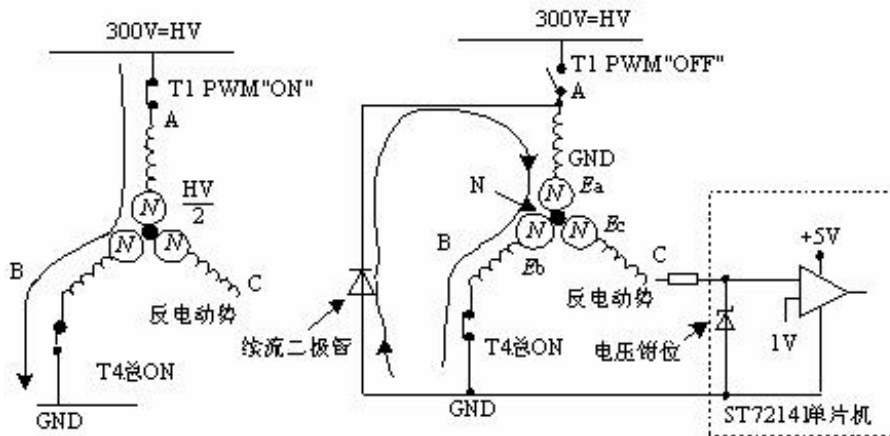 300V=HV
T1 PWM"ON"
A
N
HV
2
N
N
B
C
反电动势
T4总ON
GND
300V=HV
T1 PWM"OFF"
A
GND
N
N
Ea
N
N
Ec
B
Eb
C
反电动势
续流二极管
T4总ON
GND
+5V
1V
电压钳位
ST72141单片机